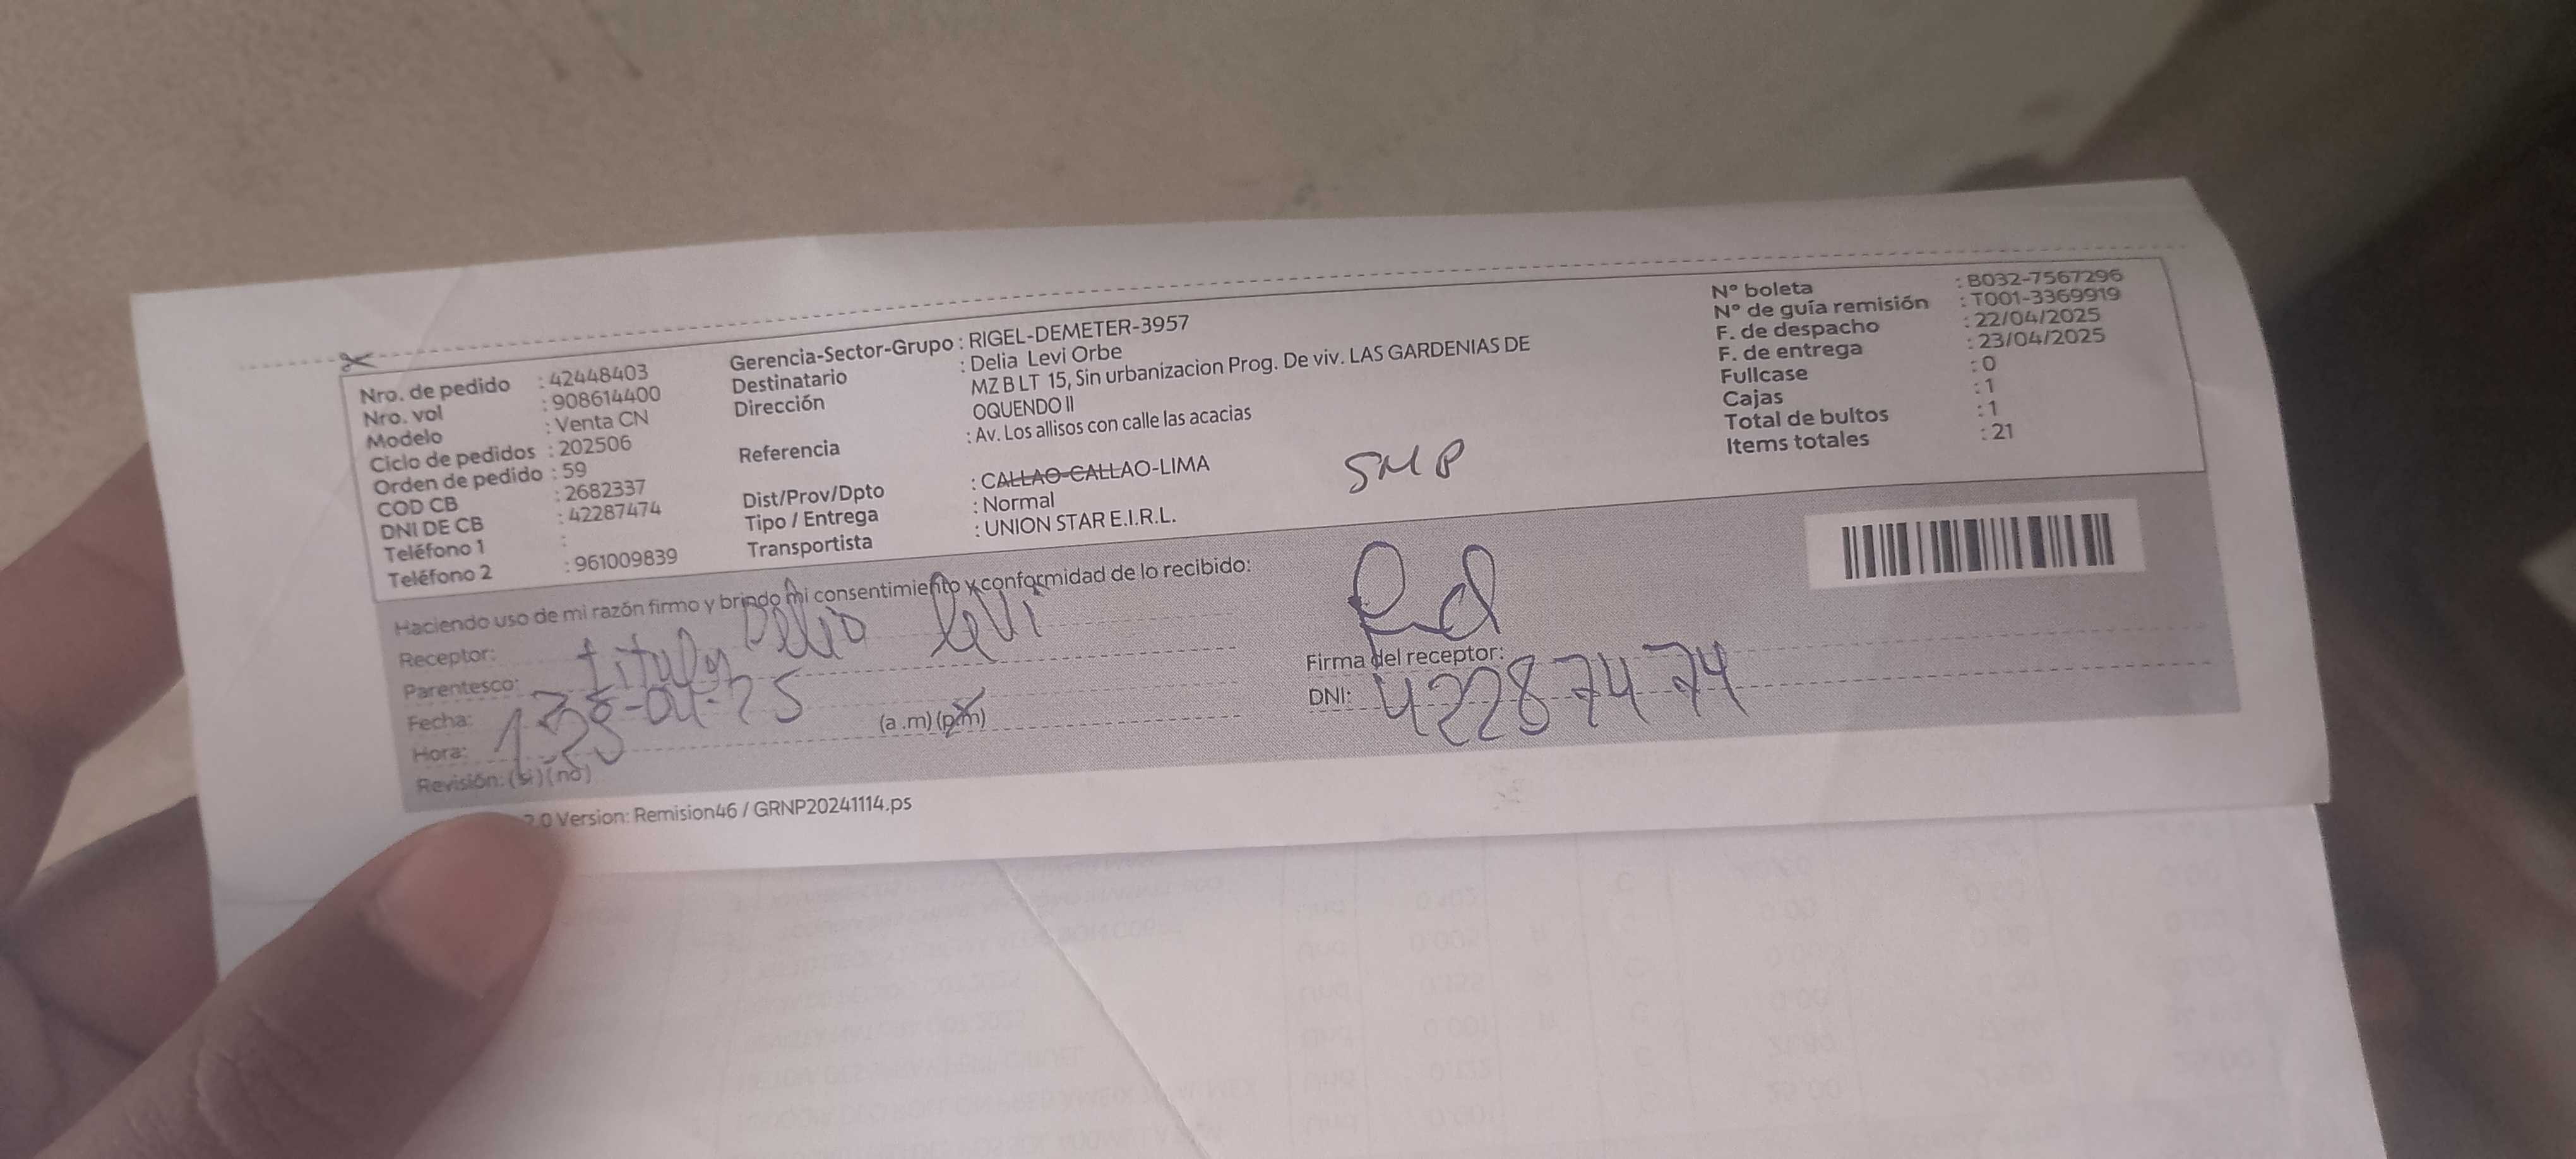 Nro. de pedido : 42448403
Nro. vol : 908614400
Modelo : Venta CN
Ciclo de pedidos : 202506
Orden de pedido : 59
COD CB : 2682337
DNI DE CB : 42287474
Teléfono 1 :
Teléfono 2 : 961009839
Gerencia-Sector-Grupo : RIGEL-DEMETER-3957
Destinatario : Delia Levi Orbe
Dirección MZ B LT 15, Sin urbanizacion Prog. De viv. LAS GARDENIAS DE
OQUENDO II
Referencia : Av. Los allisos con calle las acacias
Dist/Prov/Dpto : CALLAO-CALLAO-LIMA SMP
Tipo / Entrega : Normal
Transportista : UNION STAR E.I.R.L.
N° boleta : B032-7567296
N° de guía remisión : T001-3369919
F. de despacho : 22/04/2025
F. de entrega : 23/04/2025
Fullcase : 0
Cajas : 1
Total de bultos : 1
Items totales : 21
Haciendo uso de mi razón firmo y brindo mi consentimiento y conformidad de lo recibido:
Receptor: Delia Levi
Parentesco: titular
Fecha: -04-25
Hora: (a.m)(p.m)
Revisión: (si)(no)
Firma del receptor:
DNI: 42287474
2.0 Version: Remision46 / GRNP20241114.ps